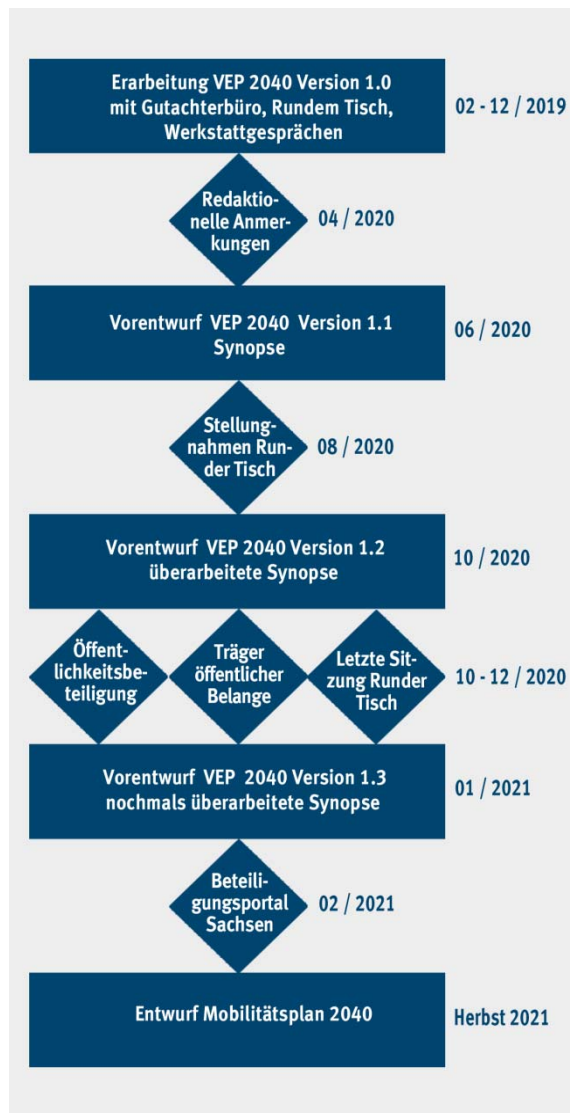 Erarbeitung VEP 2040 Version 1.0
mit Gutachterbüro, Rundem Tisch,
Werkstattgesprächen
02 - 12 / 2019
Redaktio-
nelle Anmer-
kungen
04 / 2020
Vorentwurf VEP 2040 Version 1.1
Synopse
06 / 2020
Stellung-
nahmen Run-
der Tisch
08 / 2020
Vorentwurf VEP 2040 Version 1.2
überarbeitete Synopse
10 / 2020
Öffent-
lichkeitsbe-
teiligung
Träger
öffentlicher
Belange
Letzte Sit-
zung Runder
Tisch
10 - 12 / 2020
Vorentwurf VEP 2040 Version 1.3
nochmals überarbeitete Synopse
01 / 2021
Beteili-
gungsportal
Sachsen
02 / 2021
Entwurf Mobilitätsplan 2040
Herbst 2021